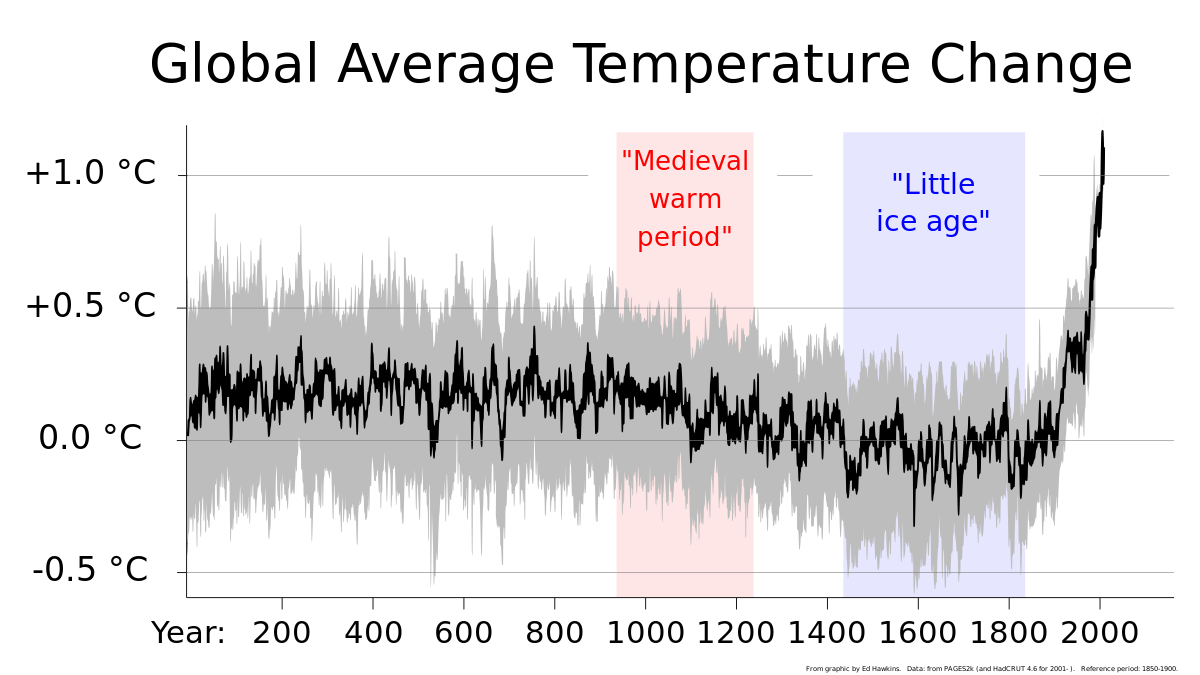 Global Average Temperature Change
+1.0 °C
+0.5 °C
0.0 °C
-0.5 °C
"Medieval
warm
period"
"Little
ice age"
Year: 200 400 600 800 1000 1200 1400 1600 1800 2000
From graphic by Ed Hawkins. Data: from PAGES2k (and HadCRUT 4.6 for 2001- ). Reference period: 1850-1900.